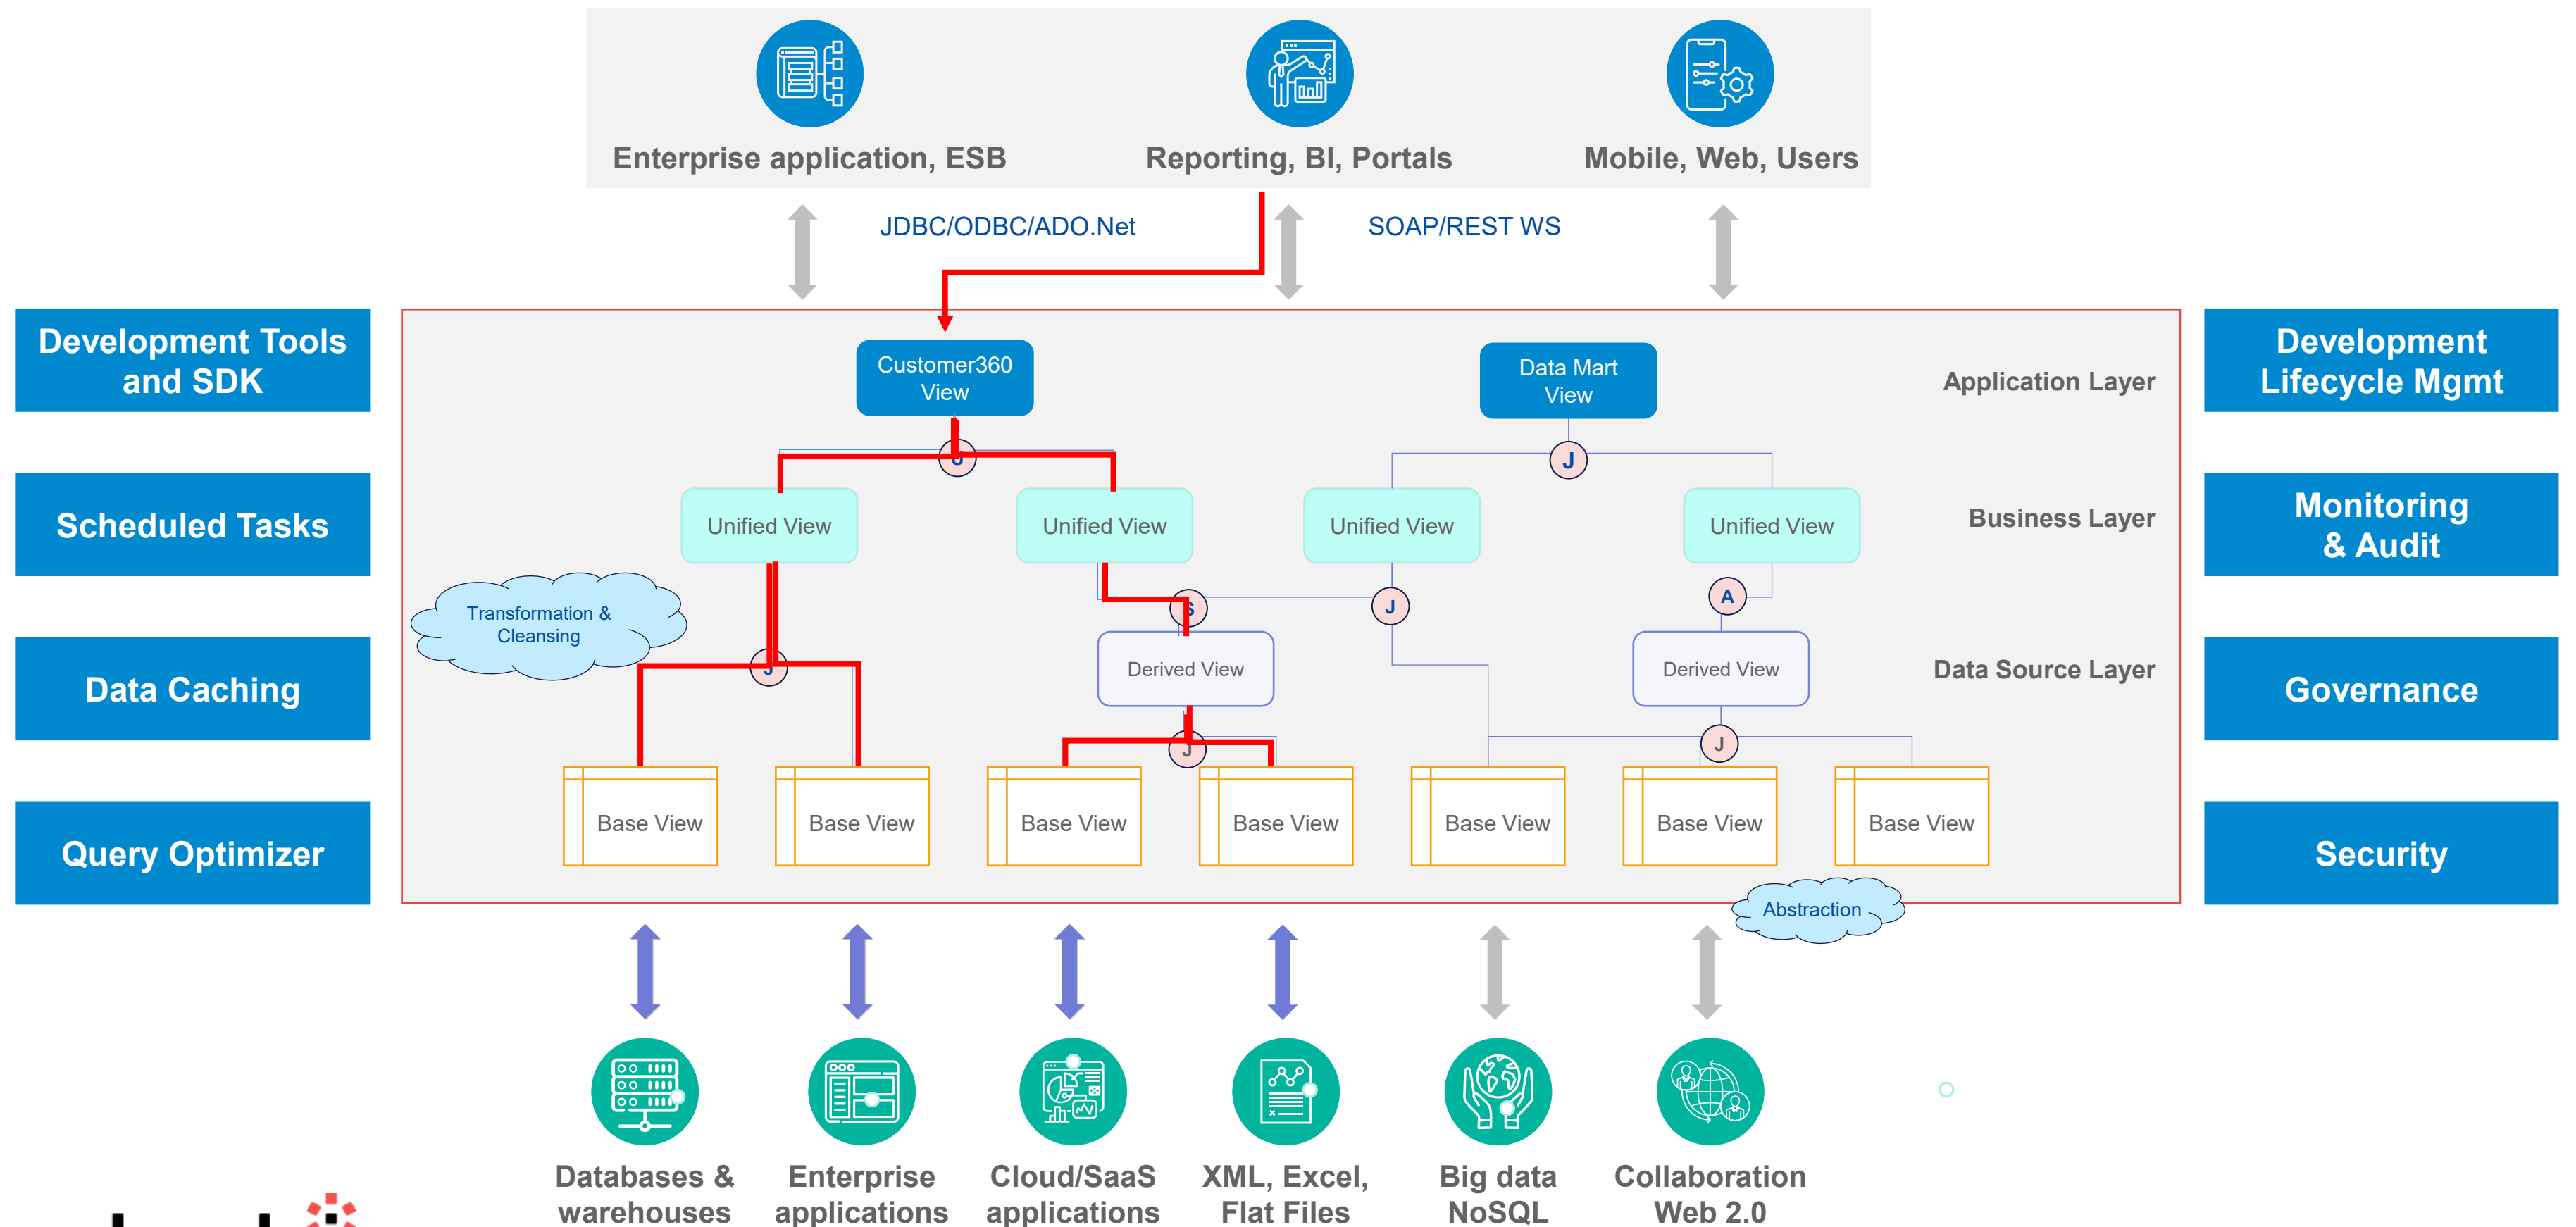 Enterprise application, ESB
Reporting, BI, Portals
Mobile, Web, Users
JDBC/ODBC/ADO.Net
SOAP/REST WS
Development Tools
and SDK
Scheduled Tasks
Data Caching
Query Optimizer
Customer360
View
Data Mart
View
Application Layer
J
Unified View
Unified View
Unified View
Unified View
Business Layer
Transformation &
Cleansing
S
J
A
J
Derived View
Derived View
Data Source Layer
J
J
Base View
Base View
Base View
Base View
Base View
Base View
Base View
Abstraction
Development
Lifecycle Mgmt
Monitoring
& Audit
Governance
Security
Databases &
warehouses
Enterprise
applications
Cloud/SaaS
applications
XML, Excel,
Flat Files
Big data
NoSQL
Collaboration
Web 2.0